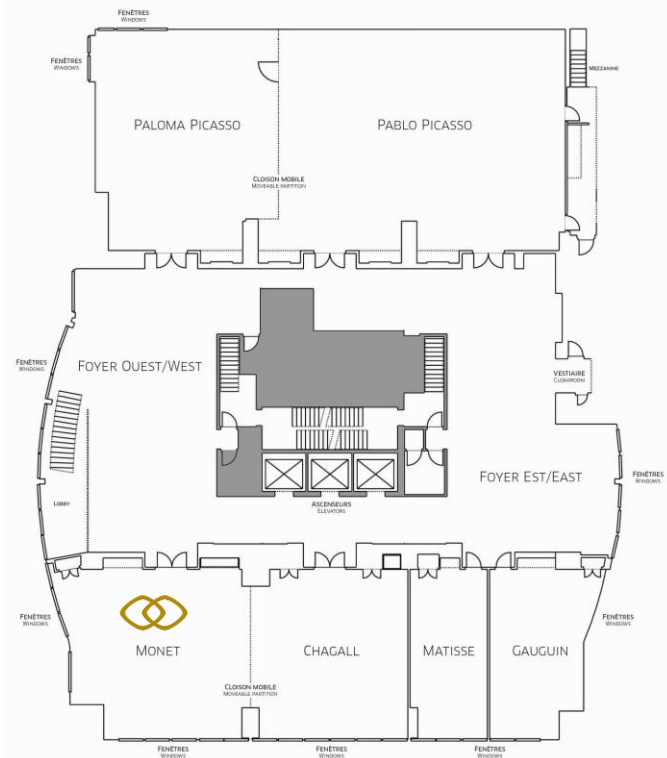 FENÊTRES
WINDOWS
FENÊTRES
WINDOWS
MEZZANINE
PALOMA PICASSO
PABLO PICASSO
CLOISON MOBILE
MOVEABLE PARTITION
FENÊTRES
WINDOWS
FOYER OUEST/WEST
VESTIAIRE
CLOAKROOM
FOYER EST/EAST
FENÊTRES
WINDOWS
LOBBY
ASCENSEURS
ELEVATORS
FENÊTRES
WINDOWS
FENÊTRES
WINDOWS
MONET
CHAGALL
MATISSE
GAUGUIN
CLOISON MOBILE
MOVEABLE PARTITION
FENÊTRES
WINDOWS
FENÊTRES
WINDOWS
FENÊTRES
WINDOWS